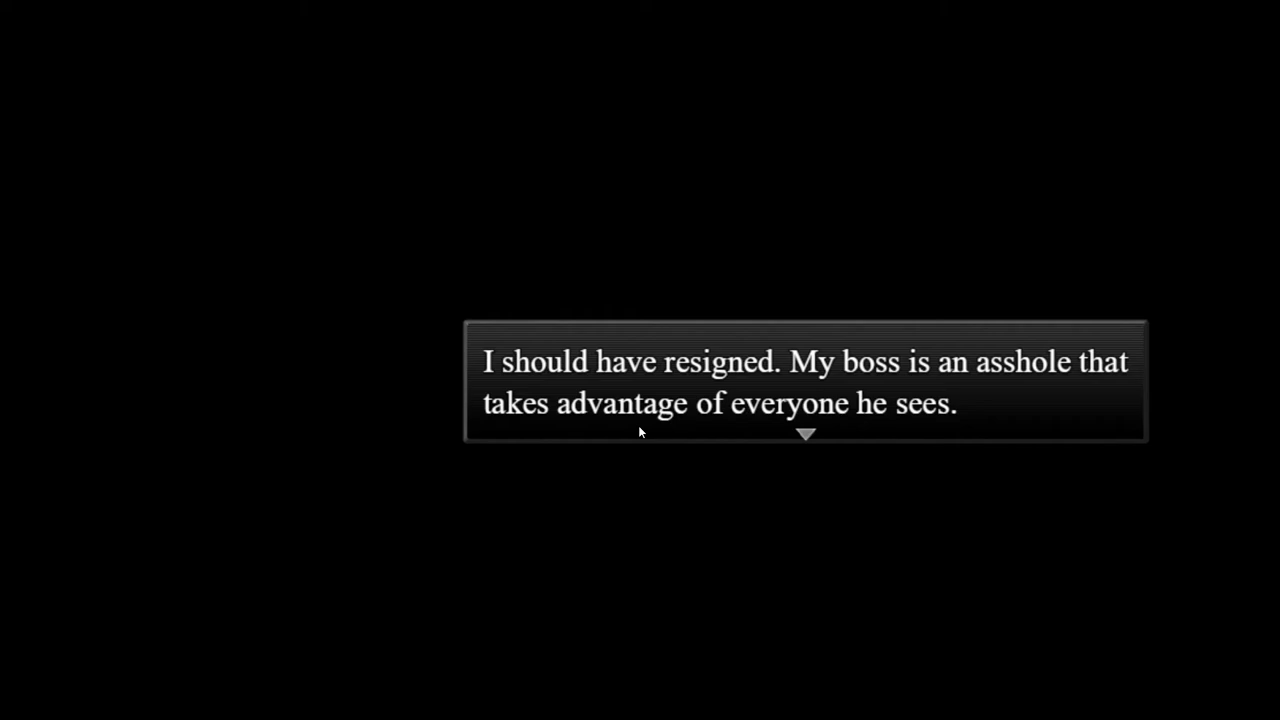 I should have resigned. My boss is an asshole that
takes advantage of everyone he sees.